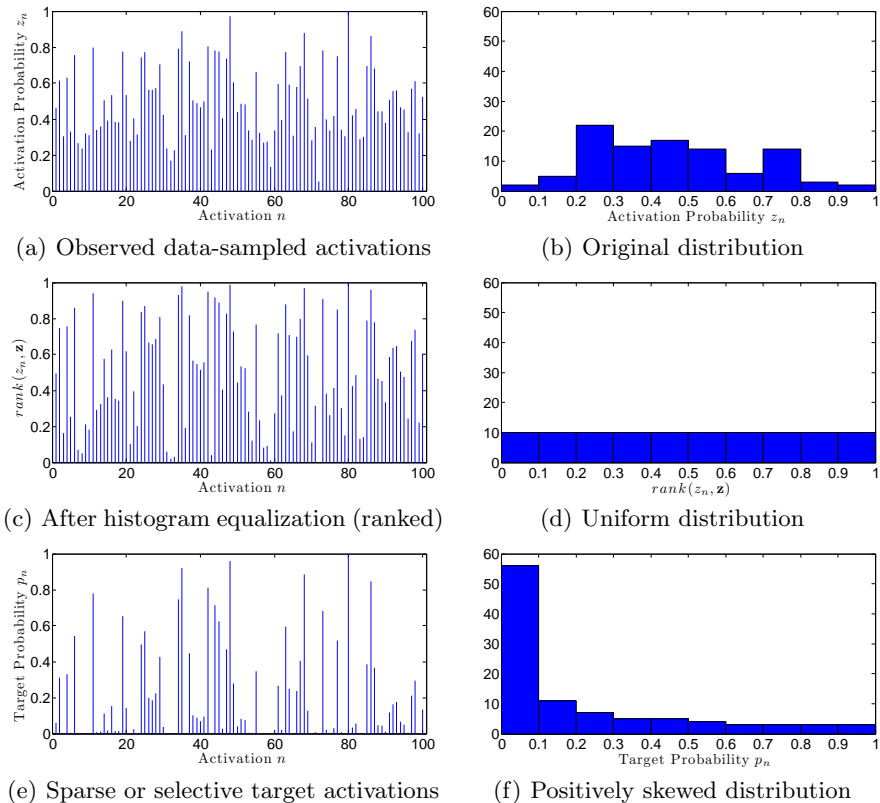 Activation Probability z_n
1
0.8
0.6
0.4
0.2
0
0 20 40 60 80 100
Activation n
(a) Observed data-sampled activations
60
50
40
30
20
10
0
0 0.1 0.2 0.3 0.4 0.5 0.6 0.7 0.8 0.9 1
Activation Probability z_n
(b) Original distribution
rank(z_n, z)
1
0.8
0.6
0.4
0.2
0
0 20 40 60 80 100
Activation n
(c) After histogram equalization (ranked)
60
50
40
30
20
10
0
0 0.1 0.2 0.3 0.4 0.5 0.6 0.7 0.8 0.9 1
rank(z_n, z)
(d) Uniform distribution
Target Probability p_n
1
0.8
0.6
0.4
0.2
0
0 20 40 60 80 100
Activation n
(e) Sparse or selective target activations
60
50
40
30
20
10
0
0 0.1 0.2 0.3 0.4 0.5 0.6 0.7 0.8 0.9 1
Target Probability p_n
(f) Positively skewed distribution